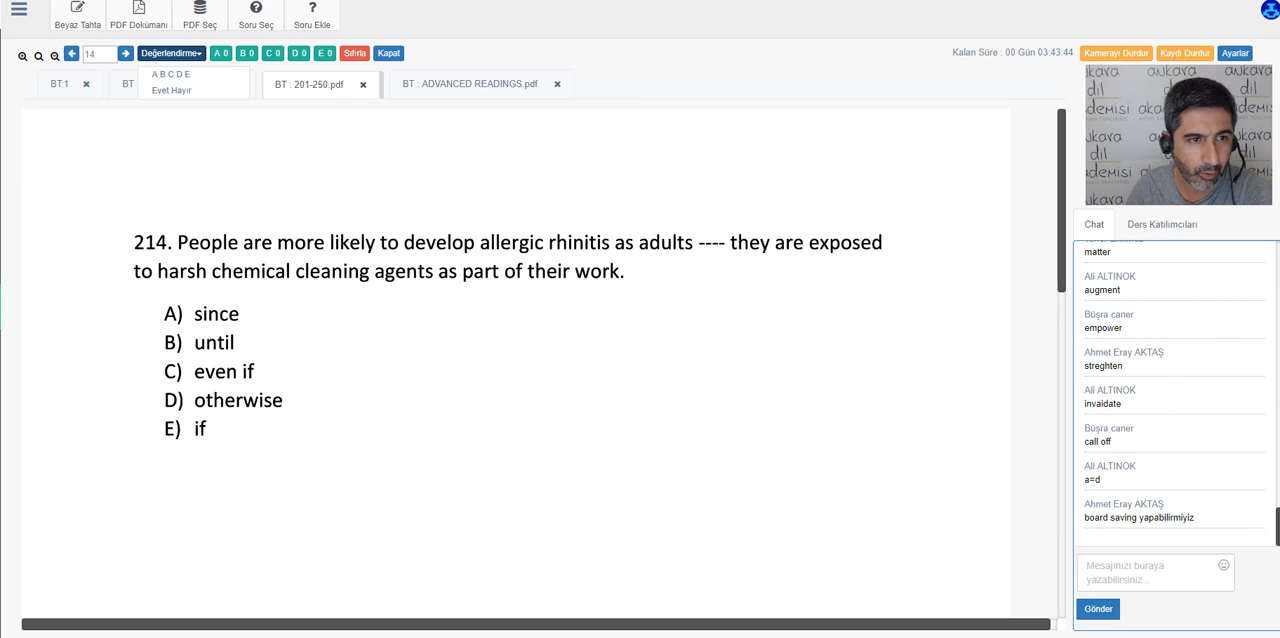 Beyaz Tahta
PDF Dokümanı
PDF Seç
Soru Seç
Soru Ekle
14
Değerlendirme
A 0
B 0
C 0
D 0
E 0
Sıfırla
Kapat
Kalan Süre : 00 Gün 03:43:44
Kamerayı Durdur
Kaydı Durdur
Ayarlar
A B C D E
Evet Hayır
BT:1
BT
BT : 201-250.pdf
BT : ADVANCED READINGS.pdf
214. People are more likely to develop allergic rhinitis as adults ---- they are exposed
to harsh chemical cleaning agents as part of their work.
A) since
B) until
C) even if
D) otherwise
E) if
Chat
Ders Katılımcıları
matter
Ali ALTINOK
augment
Büşra caner
empower
Ahmet Eray AKTAŞ
streghten
Ali ALTINOK
invaidate
Büşra caner
call off
Ali ALTINOK
a=d
Ahmet Eray AKTAŞ
board saving yapabilirmiyiz
Mesajınızı buraya
yazabilirsiniz...
Gönder